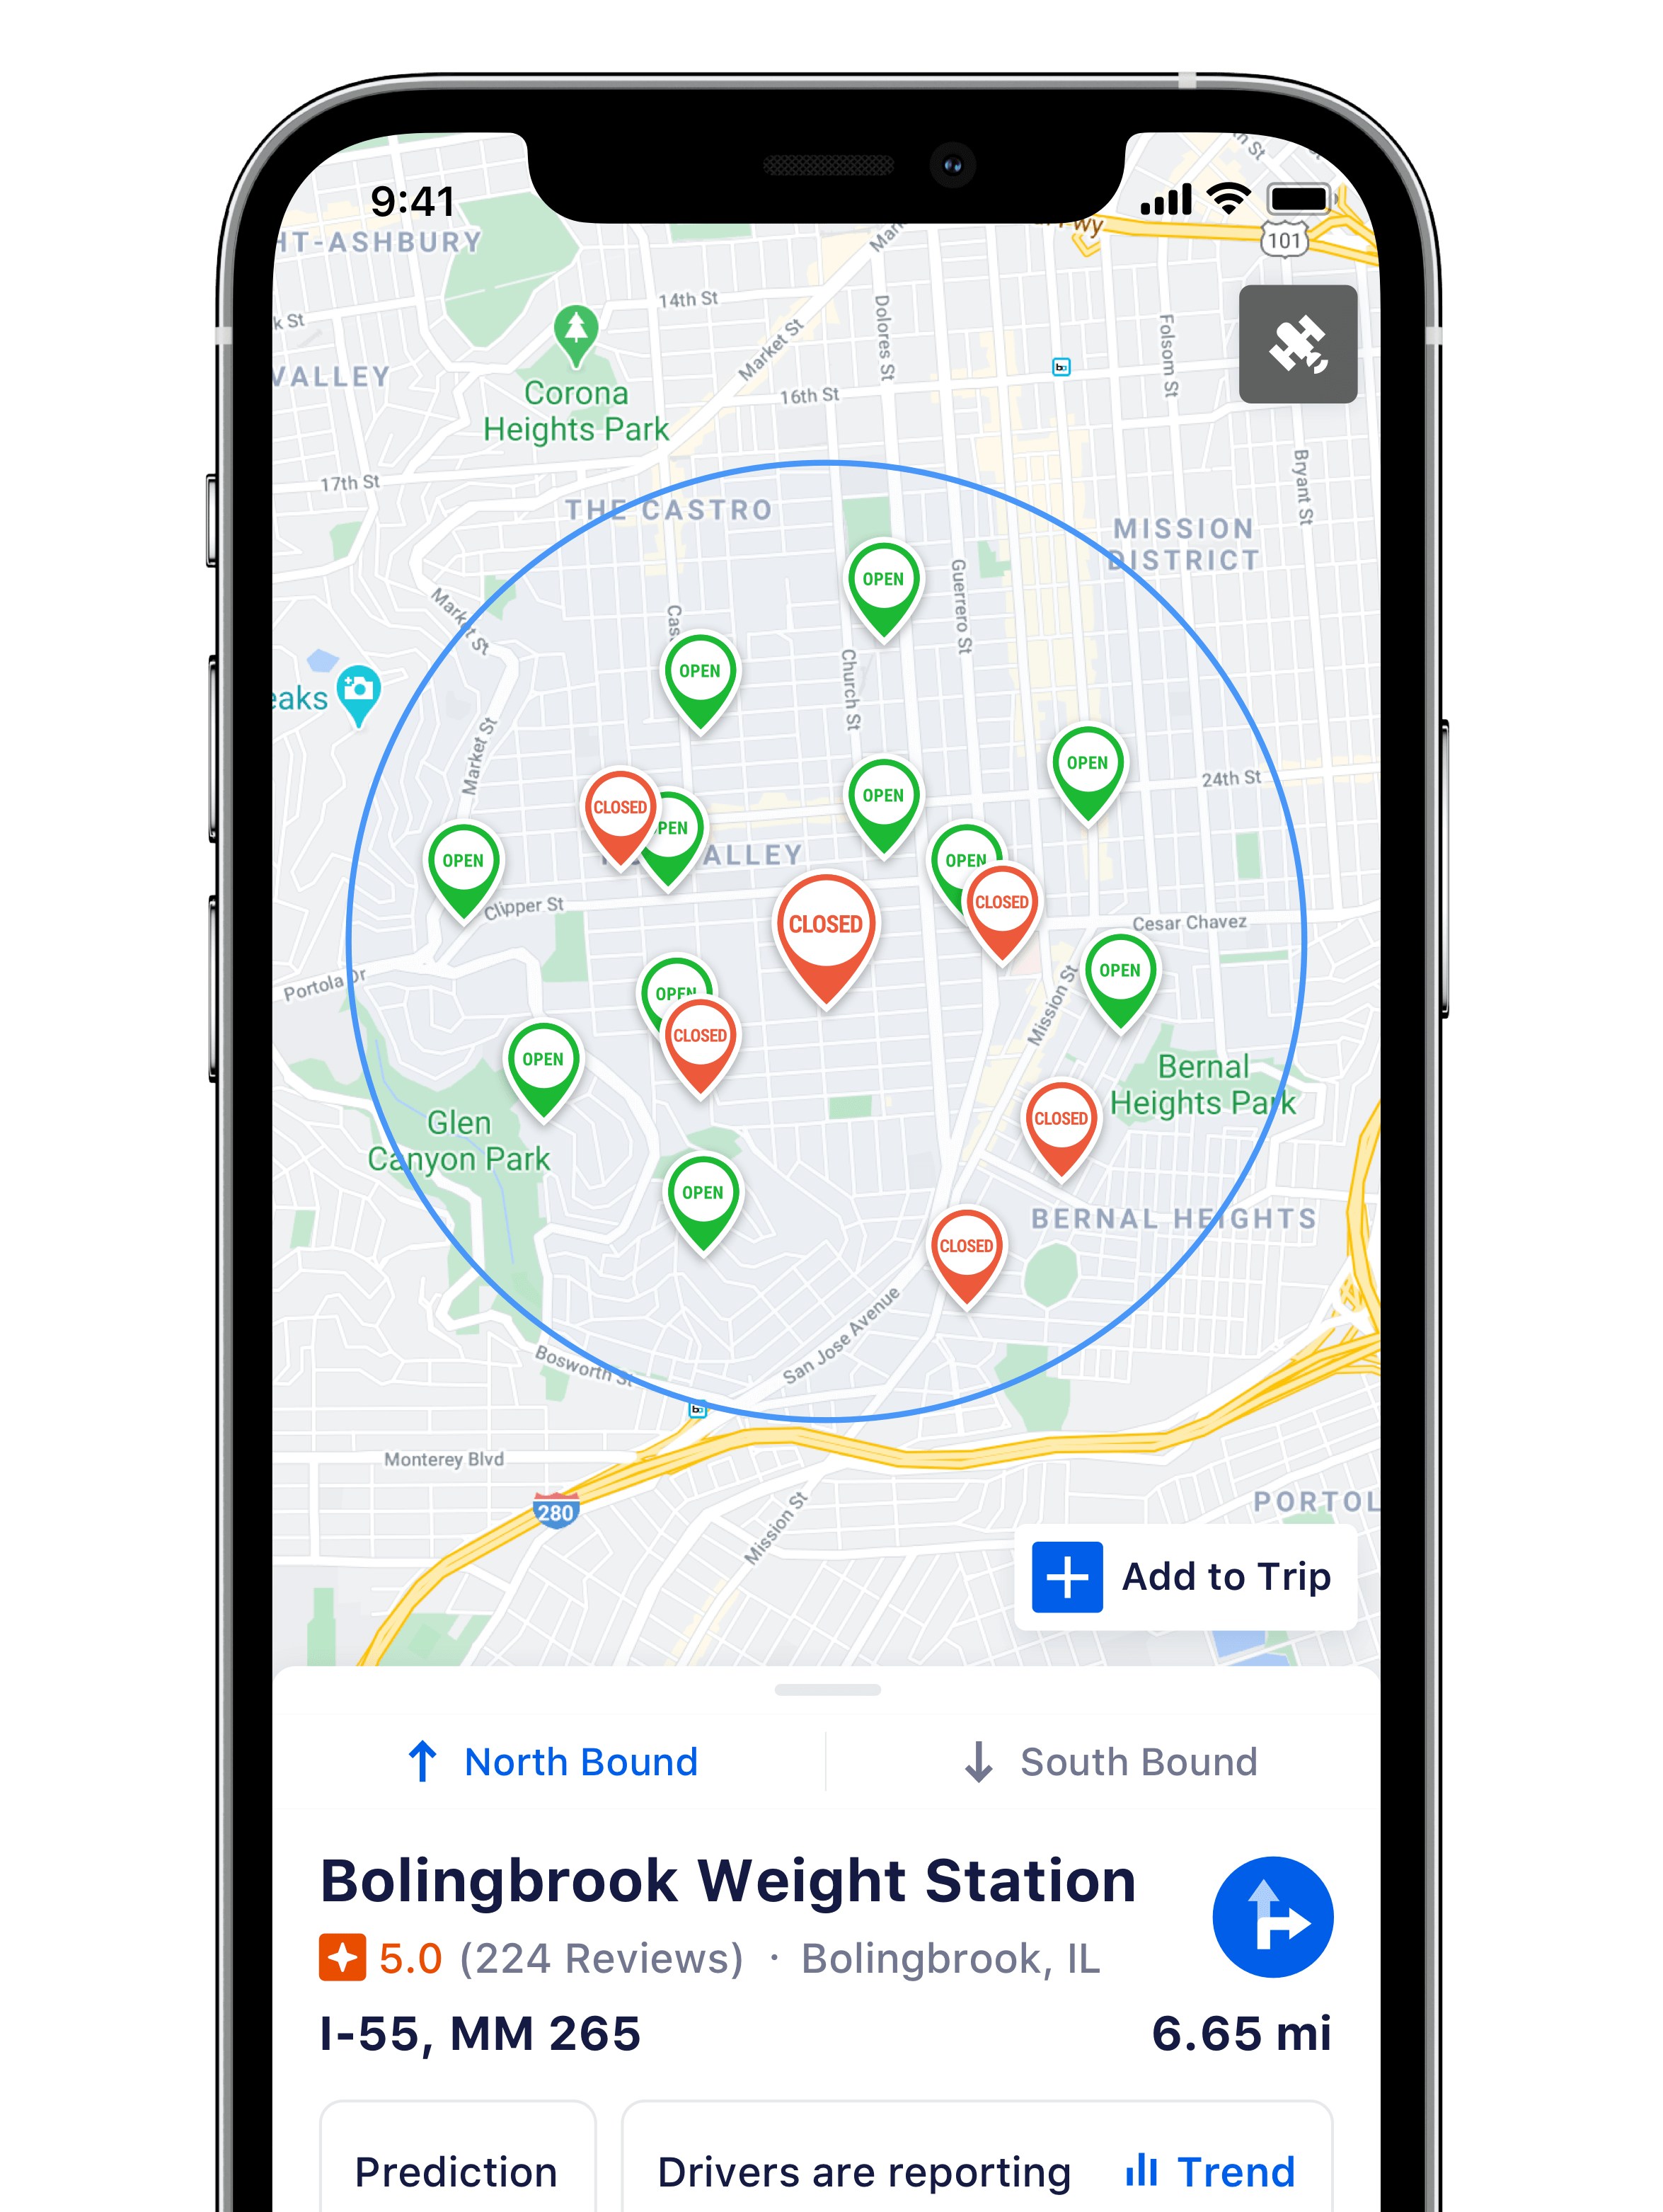 9:41
101
HT-ASHBURY
14th St
Market St
Dolores St
Folsom St
VALLEY
Corona
Heights Park
16th St
17th St
Bryant St
THE CASTRO
MISSION
DISTRICT
OPEN
Guerrero St
Market St
OPEN
Church St
eaks
Market St
OPEN
24th St
CLOSED
OPEN
OPEN
ALLEY
OPEN
OPEN
Clipper St
CLOSED
CLOSED
Cesar Chavez
Portola Dr
OPEN
OPEN
Mission St
CLOSED
OPEN
Bernal
Heights Park
CLOSED
Glen
Canyon Park
OPEN
BERNAL HEIGHTS
CLOSED
San Jose Avenue
Bosworth St
Monterey Blvd
280
Mission St
PORTOL
Add to Trip
North Bound
South Bound
Bolingbrook Weight Station
5.0 (224 Reviews) · Bolingbrook, IL
I-55, MM 265
6.65 mi
Prediction
Drivers are reporting
Trend